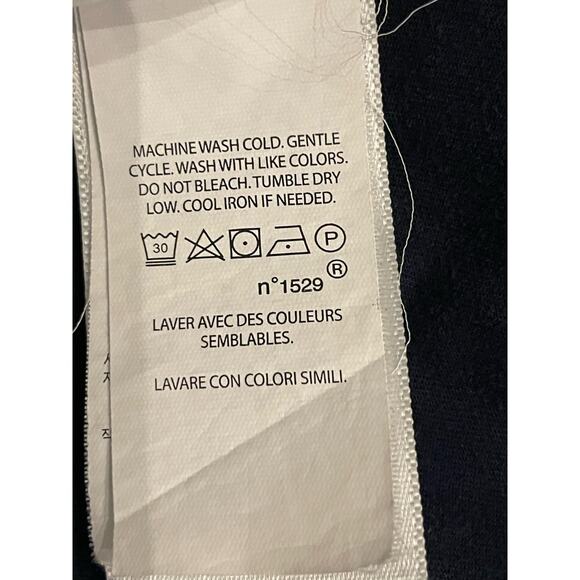 MACHINE WASH COLD. GENTLE
CYCLE. WASH WITH LIKE COLORS.
DO NOT BLEACH. TUMBLE DRY
LOW. COOL IRON IF NEEDED.
30 P
n°1529 ®
LAVER AVEC DES COULEURS
SEMBLABLES.
LAVARE CON COLORI SIMILI.